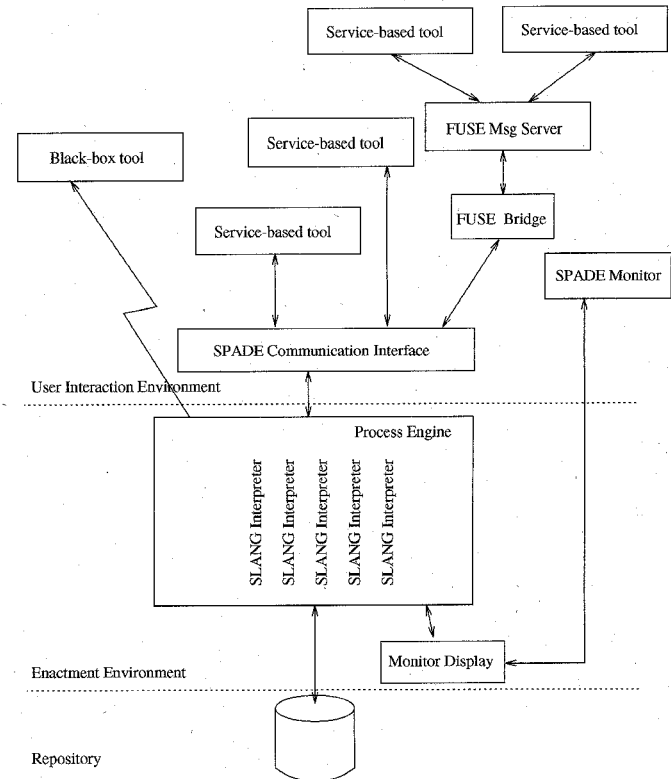 Service-based tool
Service-based tool
FUSE Msg Server
Black-box tool
Service-based tool
FUSE Bridge
Service-based tool
SPADE Monitor
SPADE Communication Interface
User Interaction Environment
Process Engine
SLANG Interpreter
SLANG Interpreter
SLANG Interpreter
SLANG Interpreter
SLANG Interpreter
Monitor Display
Enactment Environment
Repository